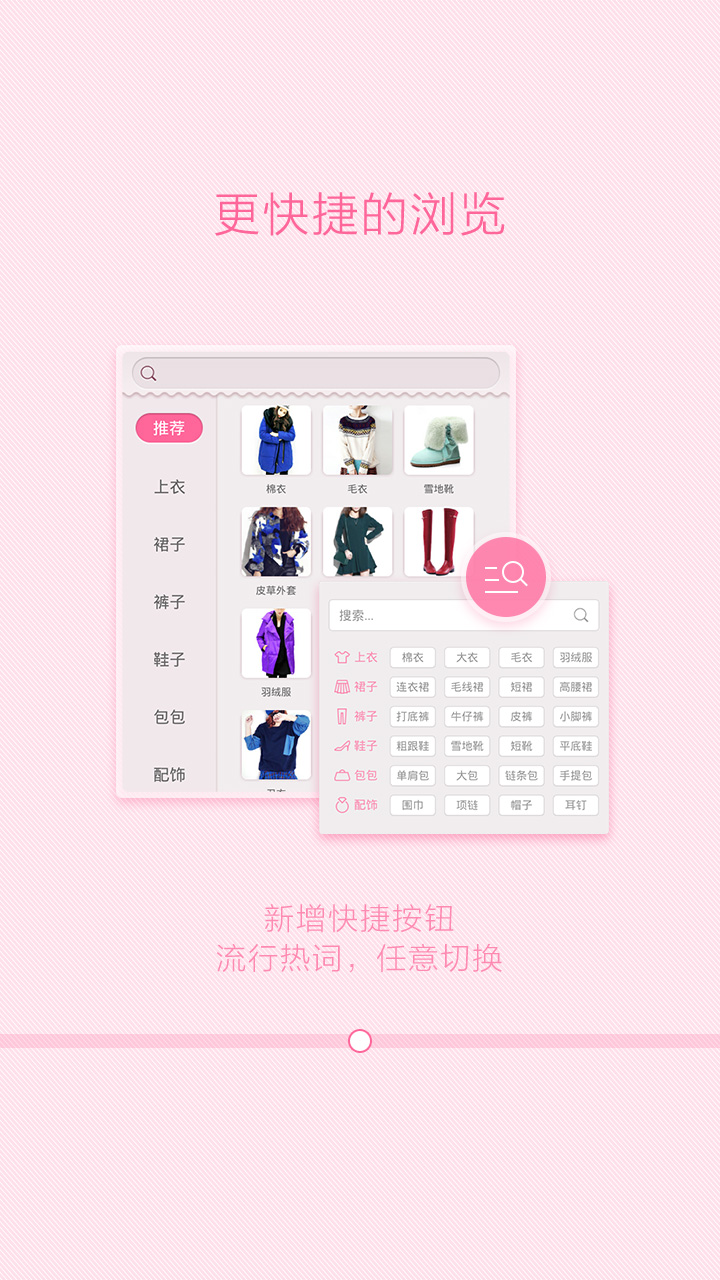 更快捷的浏览
推荐
上衣
裙子
裤子
鞋子
包包
配饰
棉衣 毛衣 雪地靴
皮草外套
羽绒服
搜索...
上衣 棉衣 大衣 毛衣 羽绒服
裙子 连衣裙 毛线裙 短裙 高腰裙
裤子 打底裤 牛仔裤 皮裤 小脚裤
鞋子 粗跟鞋 雪地靴 短靴 平底鞋
包包 单肩包 大包 链条包 手提包
配饰 围巾 项链 帽子 耳钉
新增快捷按钮
流行热词，任意切换